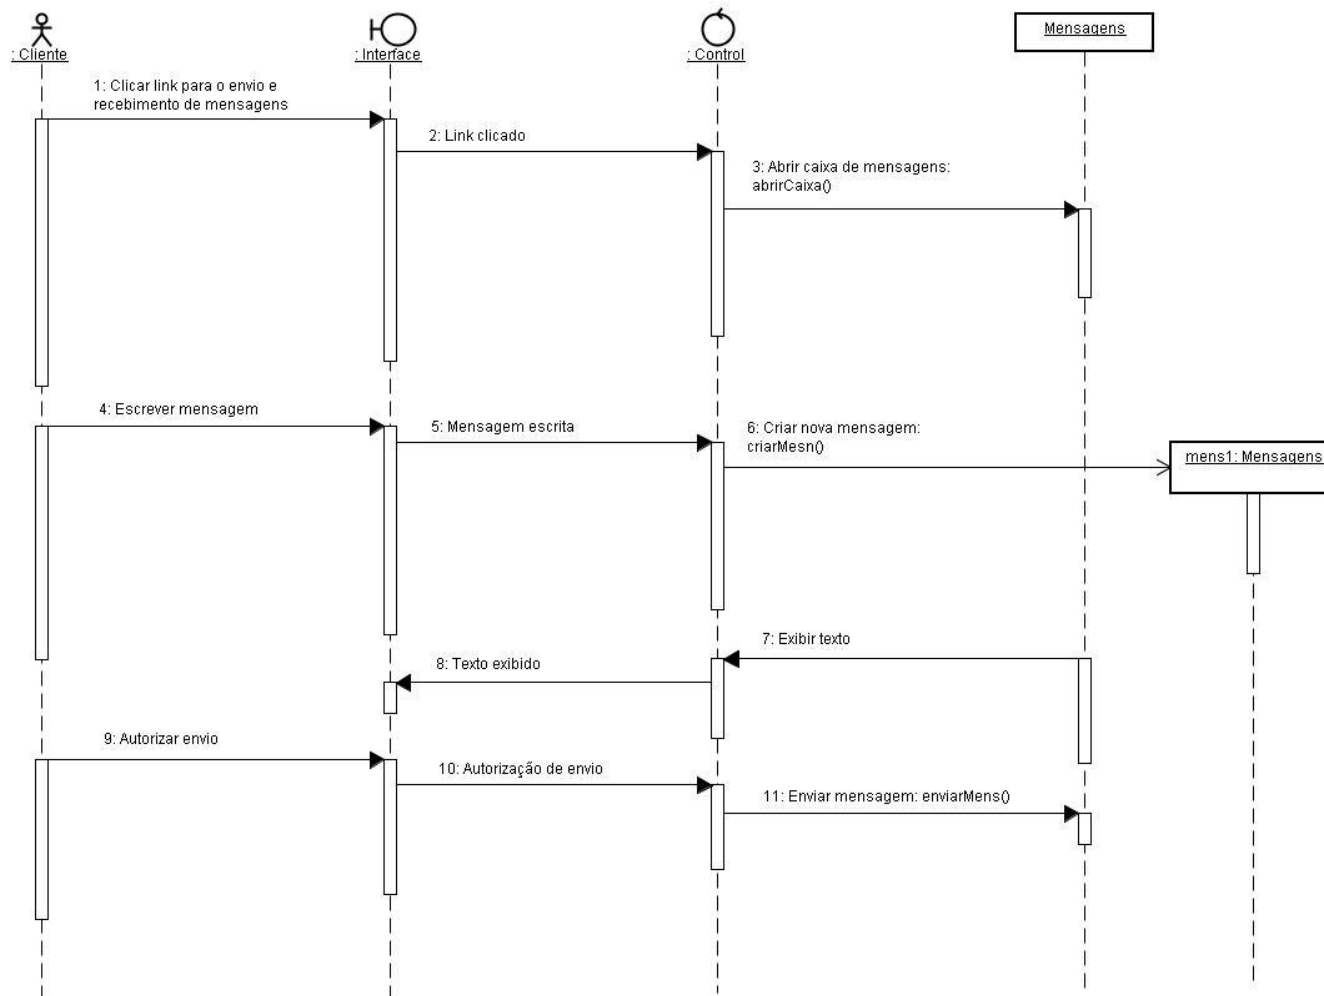 : Cliente
: Interface
: Control
Mensagens
1: Clicar link para o envio e
recebimento de mensagens
2: Link clicado
3: Abrir caixa de mensagens:
abrirCaixa()
4: Escrever mensagem
5: Mensagem escrita
6: Criar nova mensagem:
criarMesn()
mens1: Mensagens
7: Exibir texto
8: Texto exibido
9: Autorizar envio
10: Autorização de envio
11: Enviar mensagem: enviarMens()